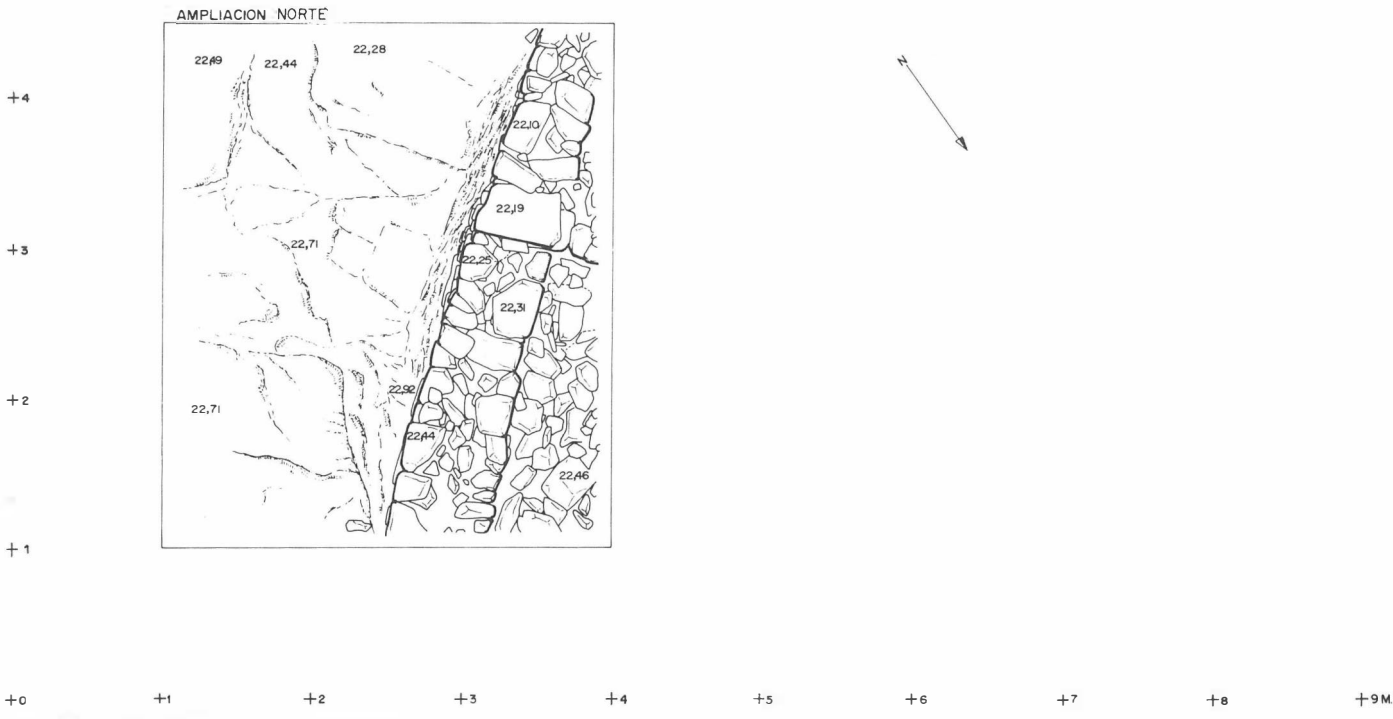 AMPLIACION NORTE
22,49 22,44 22,28
N
+4
22,10
22,19
+3 22,71 22,25
22,31
+2 22,71 22,92
22,44
22,46
+1
+0 +1 +2 +3 +4 +5 +6 +7 +8 +9 M.